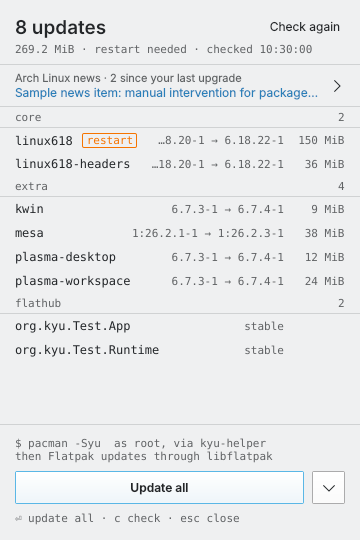 8 updates Check again
269.2 MiB · restart needed · checked 10:30:00
Arch Linux news · 2 since your last upgrade
Sample news item: manual intervention for package...
core 2
linux618 restart …8.20-1 → 6.18.22-1 150 MiB
linux618-headers …18.20-1 → 6.18.22-1 36 MiB
extra 4
kwin 6.7.3-1 → 6.7.4-1 9 MiB
mesa 1:26.2.1-1 → 1:26.2.3-1 38 MiB
plasma-desktop 6.7.3-1 → 6.7.4-1 12 MiB
plasma-workspace 6.7.3-1 → 6.7.4-1 24 MiB
flathub 2
org.kyu.Test.App stable
org.kyu.Test.Runtime stable
$ pacman -Syu as root, via kyu-helper
then Flatpak updates through libflatpak
Update all
⏎ update all · c check · esc close